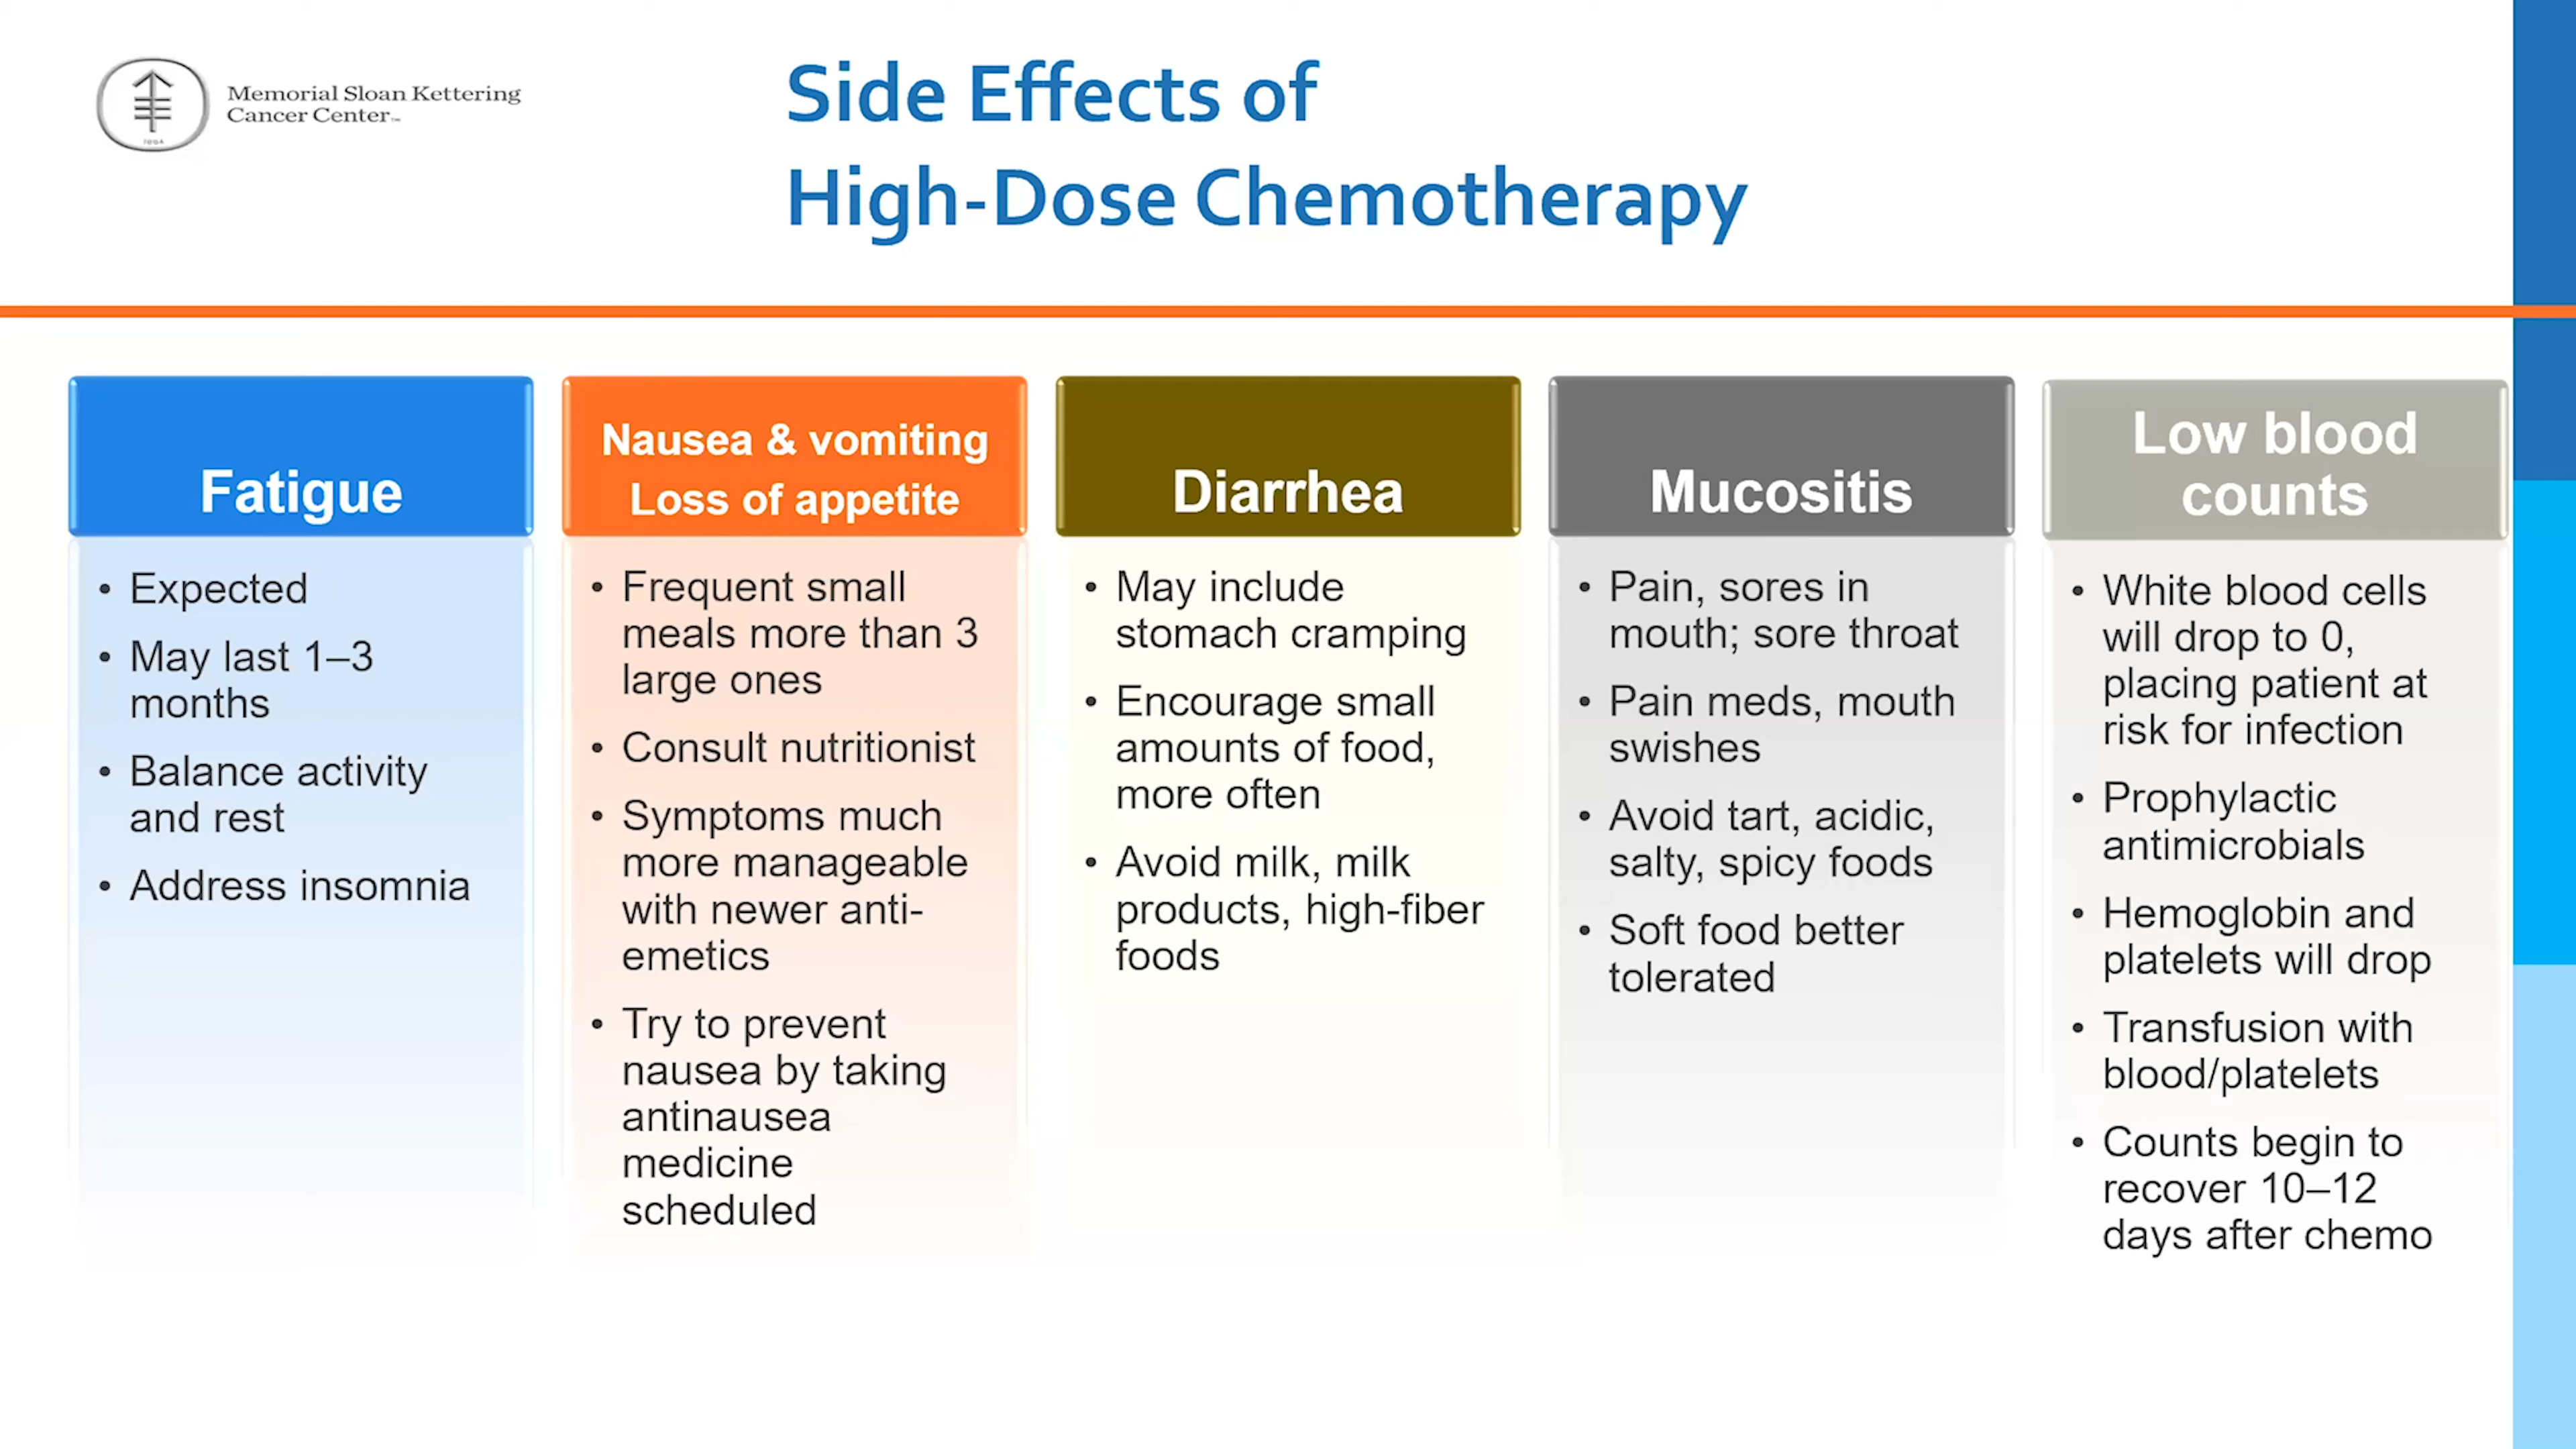 Memorial Sloan Kettering
Cancer Center
Side Effects of
High-Dose Chemotherapy
Fatigue
• Expected
• May last 1–3
months
• Balance activity
and rest
• Address insomnia
Nausea & vomiting
Loss of appetite
• Frequent small
meals more than 3
large ones
• Consult nutritionist
• Symptoms much
more manageable
with newer anti-
emetics
• Try to prevent
nausea by taking
antinausea
medicine
scheduled
Diarrhea
• May include
stomach cramping
• Encourage small
amounts of food,
more often
• Avoid milk, milk
products, high-fiber
foods
Mucositis
• Pain, sores in
mouth; sore throat
• Pain meds, mouth
swishes
• Avoid tart, acidic,
salty, spicy foods
• Soft food better
tolerated
Low blood
counts
• White blood cells
will drop to 0,
placing patient at
risk for infection
• Prophylactic
antimicrobials
• Hemoglobin and
platelets will drop
• Transfusion with
blood/platelets
• Counts begin to
recover 10–12
days after chemo